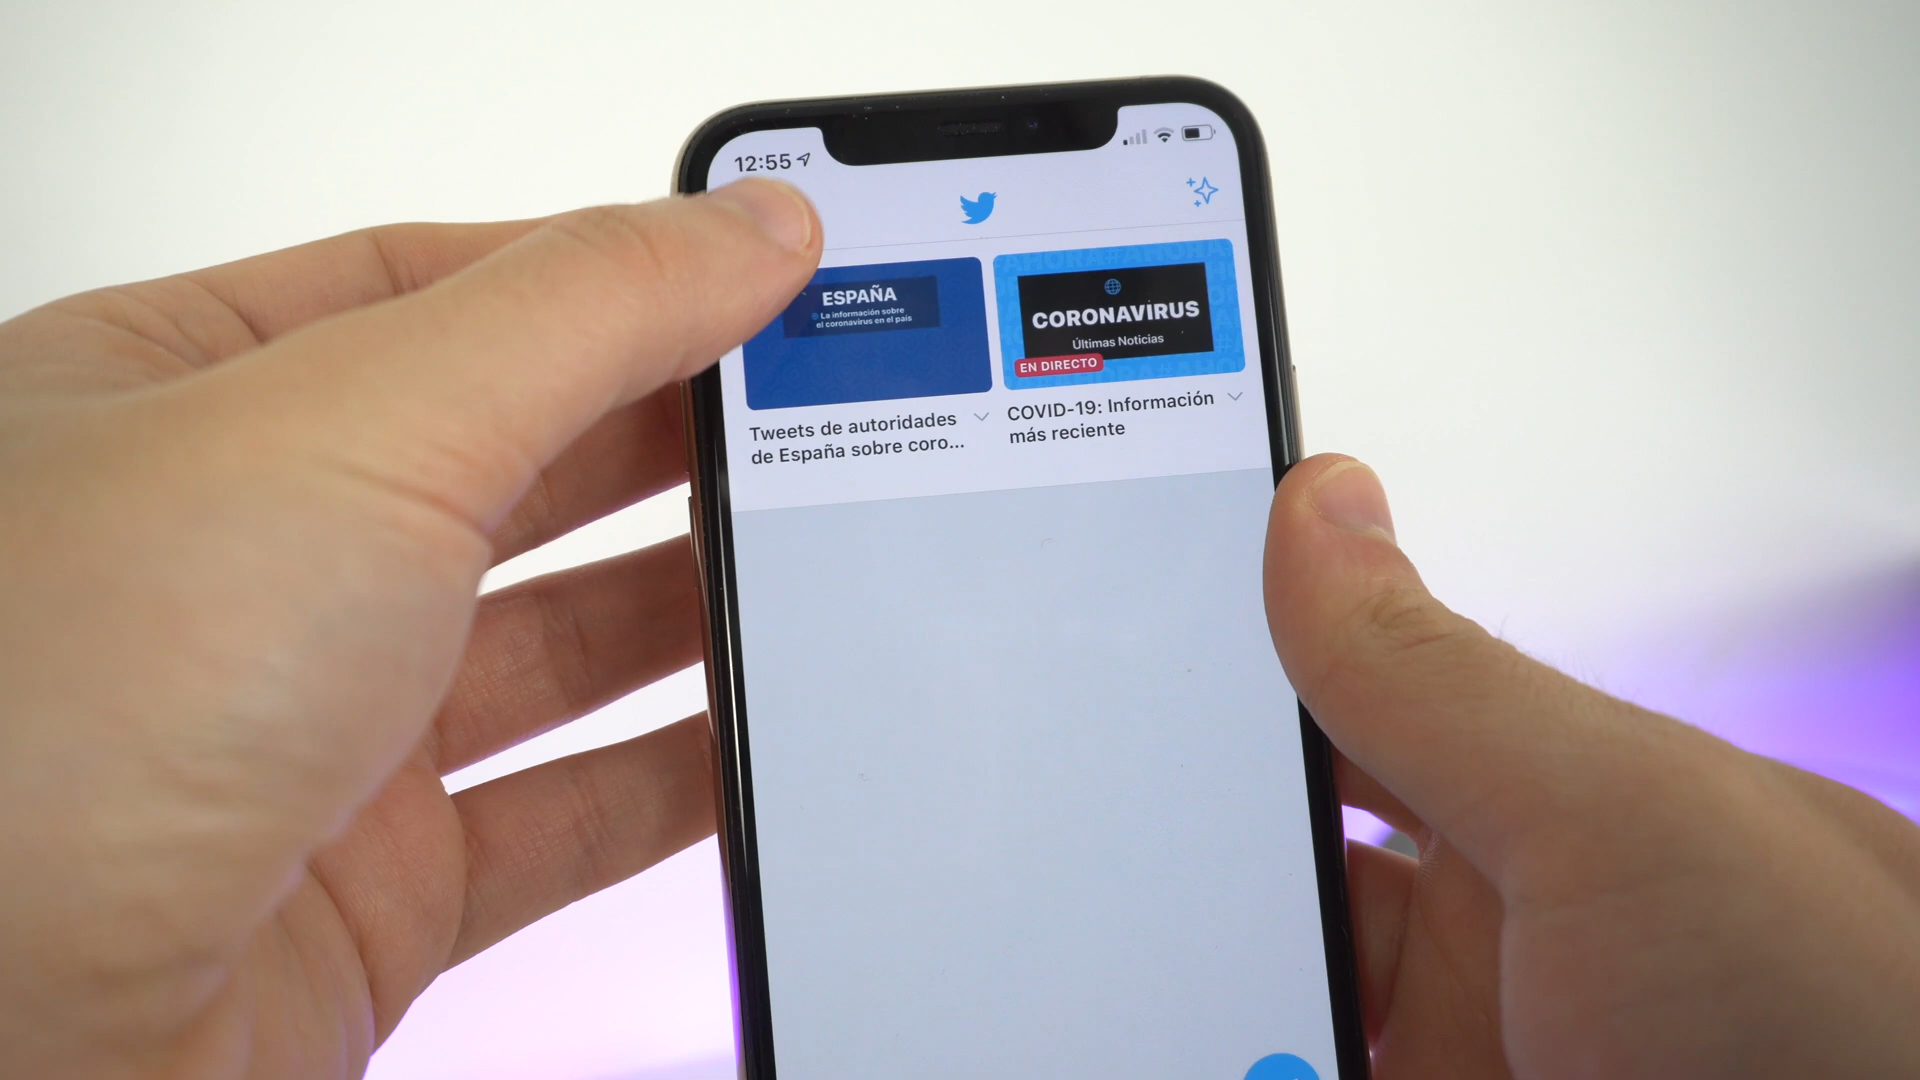 12:55
ESPAÑA
La información sobre
el coronavirus en el país
CORONAVIRUS
Últimas Noticias
EN DIRECTO
Tweets de autoridades
de España sobre coro...
COVID-19: Información
más reciente